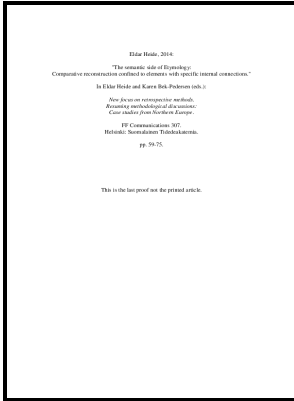 Eldar Heide, 2014:
"The semantic side of Etymology:
Comparative reconstruction confined to elements with specific internal connections."
In Eldar Heide and Karen Bek-Pedersen (eds.):
New focus on retrospective methods.
Resuming methodological discussions:
Case studies from Northern Europe.
FF Communications 307.
Helsinki: Suomalainen Tiedeakatemia.
pp. 59-75.
This is the last proof not the printed article.